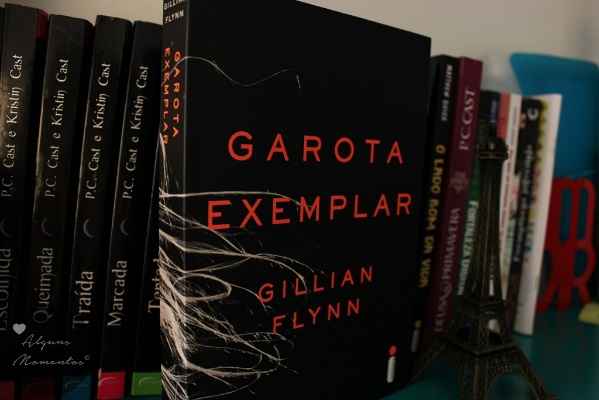 P.C. Cast e Kristin Cast
Escolhida
P.C. Cast e Kristin Cast
Queimada
P.C. Cast e Kristin Cast
Traída
P.C. Cast e Kristin Cast
Marcada
GILLIAN
FLYNN
GAROTA
EXEMPLAR
GAROTA
EXEMPLAR
GILLIAN
FLYNN
O LADO BOM DA VIDA
P.C. CAST
PRIMAVERA
Alguns
Momentos©